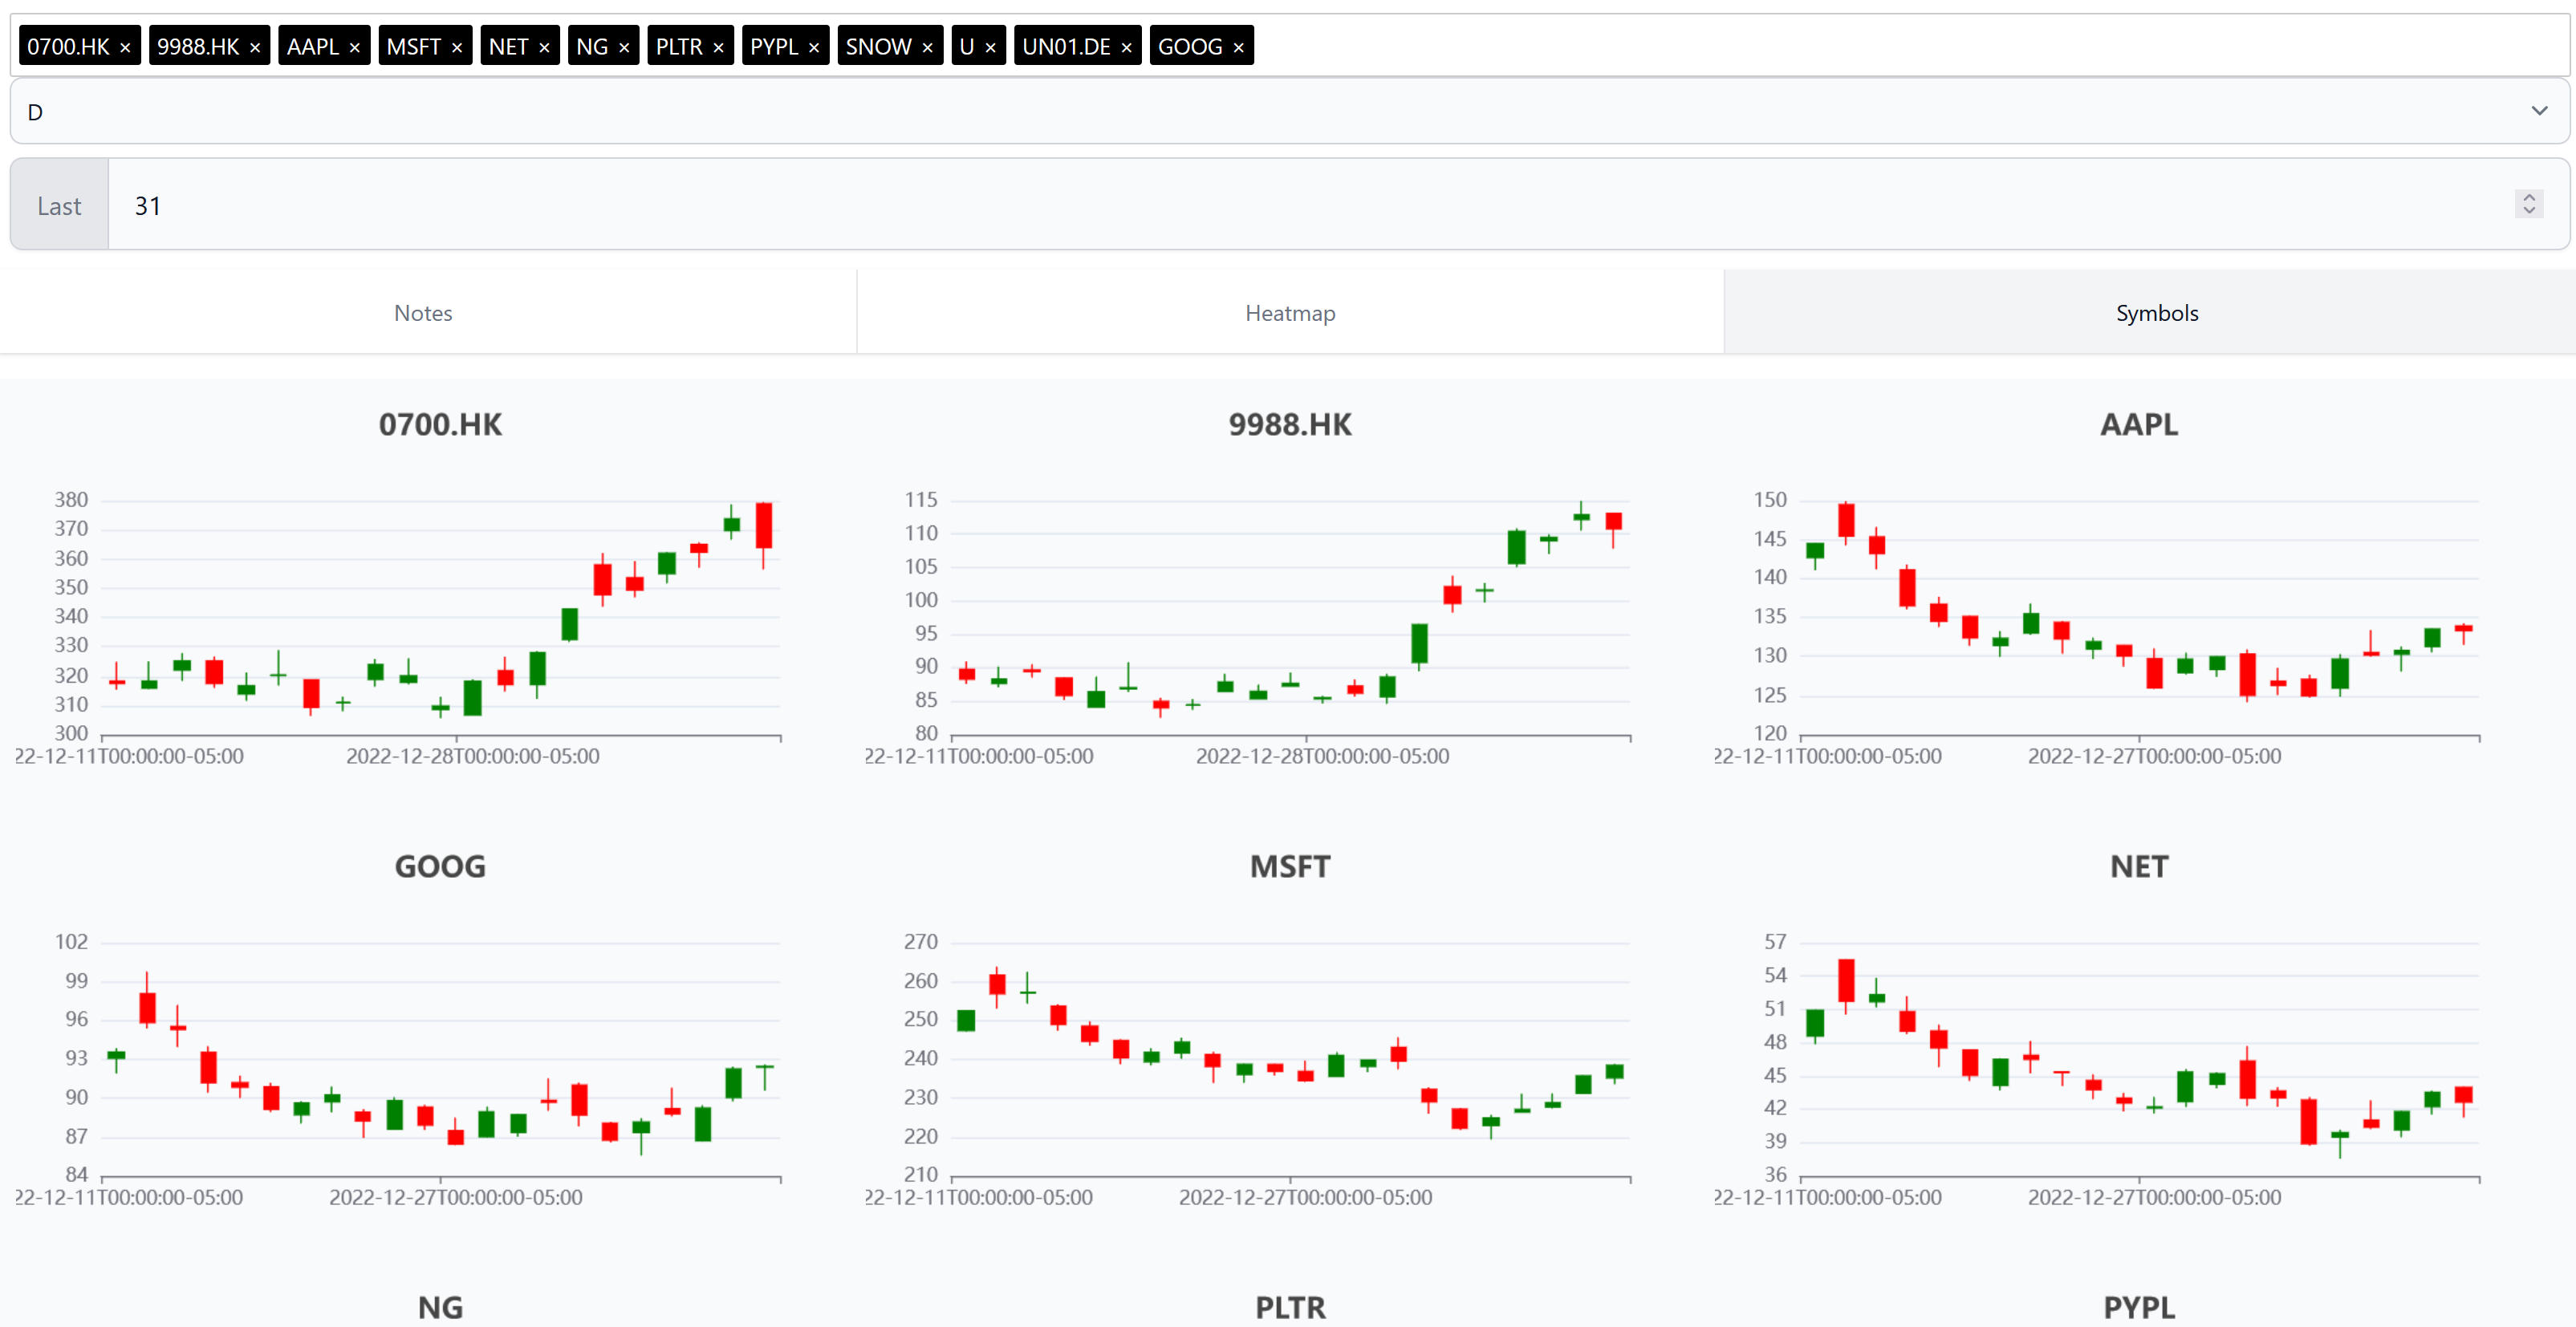 0700.HK × 9988.HK × AAPL × MSFT × NET × NG × PLTR × PYPL × SNOW × U × UN01.DE × GOOG ×
D
Last 31
Notes Heatmap Symbols
0700.HK 9988.HK AAPL
380 115 150
370 110 145
360 105 140
350 100 135
340 95 130
330 90 125
320 85 120
310 80
300
22-12-11T00:00:00-05:00 2022-12-28T00:00:00-05:00 22-12-11T00:00:00-05:00 2022-12-28T00:00:00-05:00 22-12-11T00:00:00-05:00 2022-12-27T00:00:00-05:00
GOOG MSFT NET
102 270 57
99 260 54
96 250 51
93 240 48
90 230 45
87 220 42
84 210 39
36
22-12-11T00:00:00-05:00 2022-12-27T00:00:00-05:00 22-12-11T00:00:00-05:00 2022-12-27T00:00:00-05:00 22-12-11T00:00:00-05:00 2022-12-27T00:00:00-05:00
NG PLTR PYPL